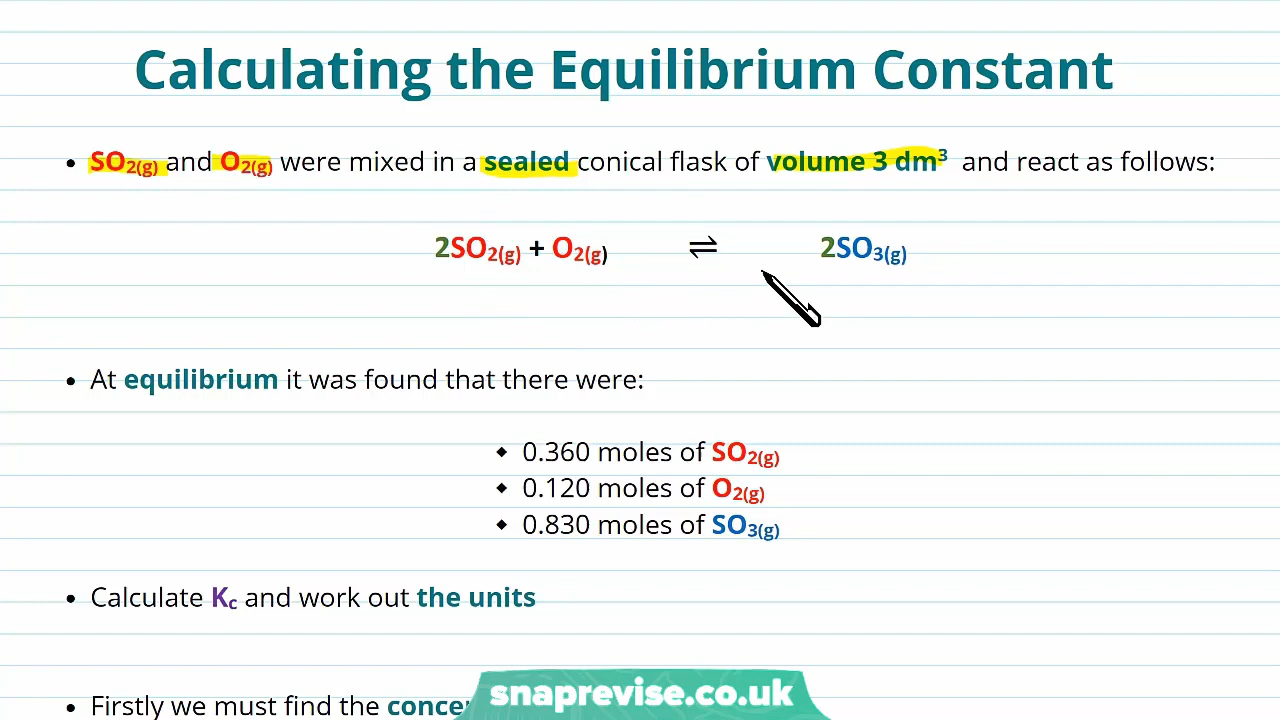 Calculating the Equilibrium Constant
• SO₂(g) and O₂(g) were mixed in a sealed conical flask of volume 3 dm³ and react as follows:
2SO₂(g) + O₂(g) ⇌ 2SO₃(g)
• At equilibrium it was found that there were:
◆ 0.360 moles of SO₂(g)
◆ 0.120 moles of O₂(g)
◆ 0.830 moles of SO₃(g)
• Calculate Kc and work out the units
• Firstly we must find the
snaprevise.co.uk